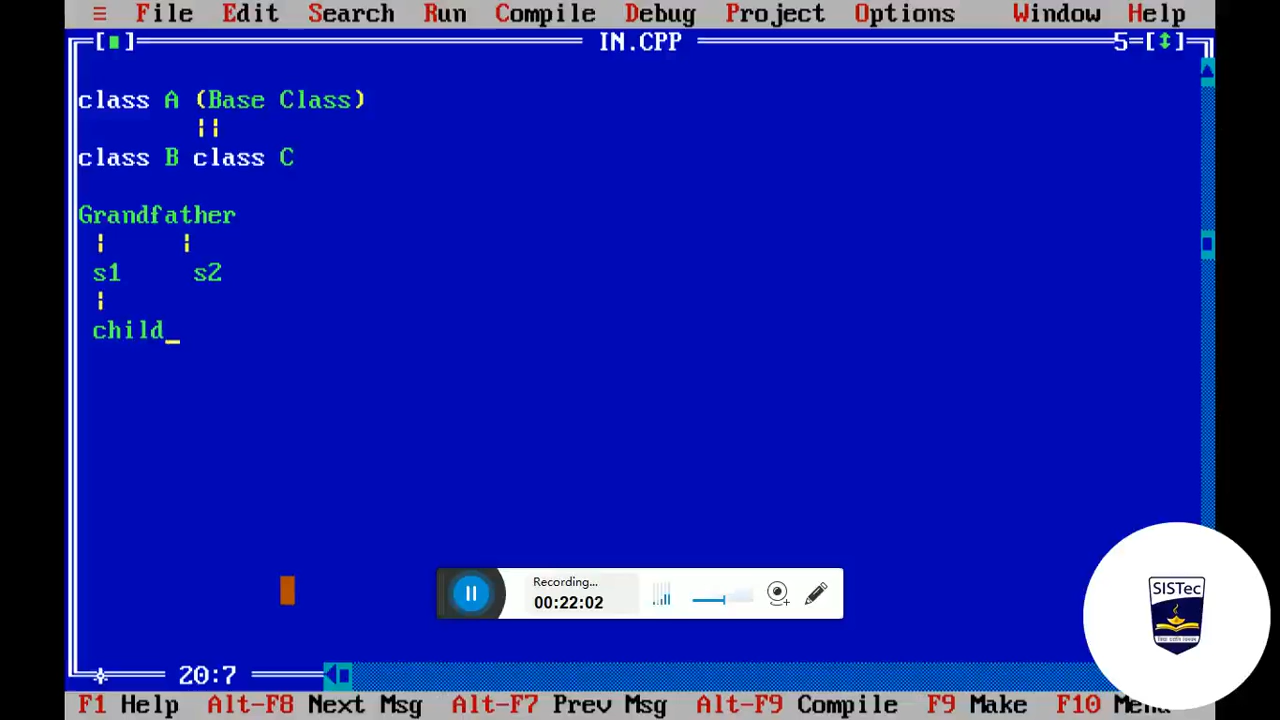 ≡ File Edit Search Run Compile Debug Project Options Window Help
IN.CPP 5
class A (Base Class)
||
class B class C
Grandfather
| |
s1 s2
|
child_
Recording...
00:22:02
SISTec
20:7
F1 Help Alt-F8 Next Msg Alt-F7 Prev Msg Alt-F9 Compile F9 Make F10 Menu